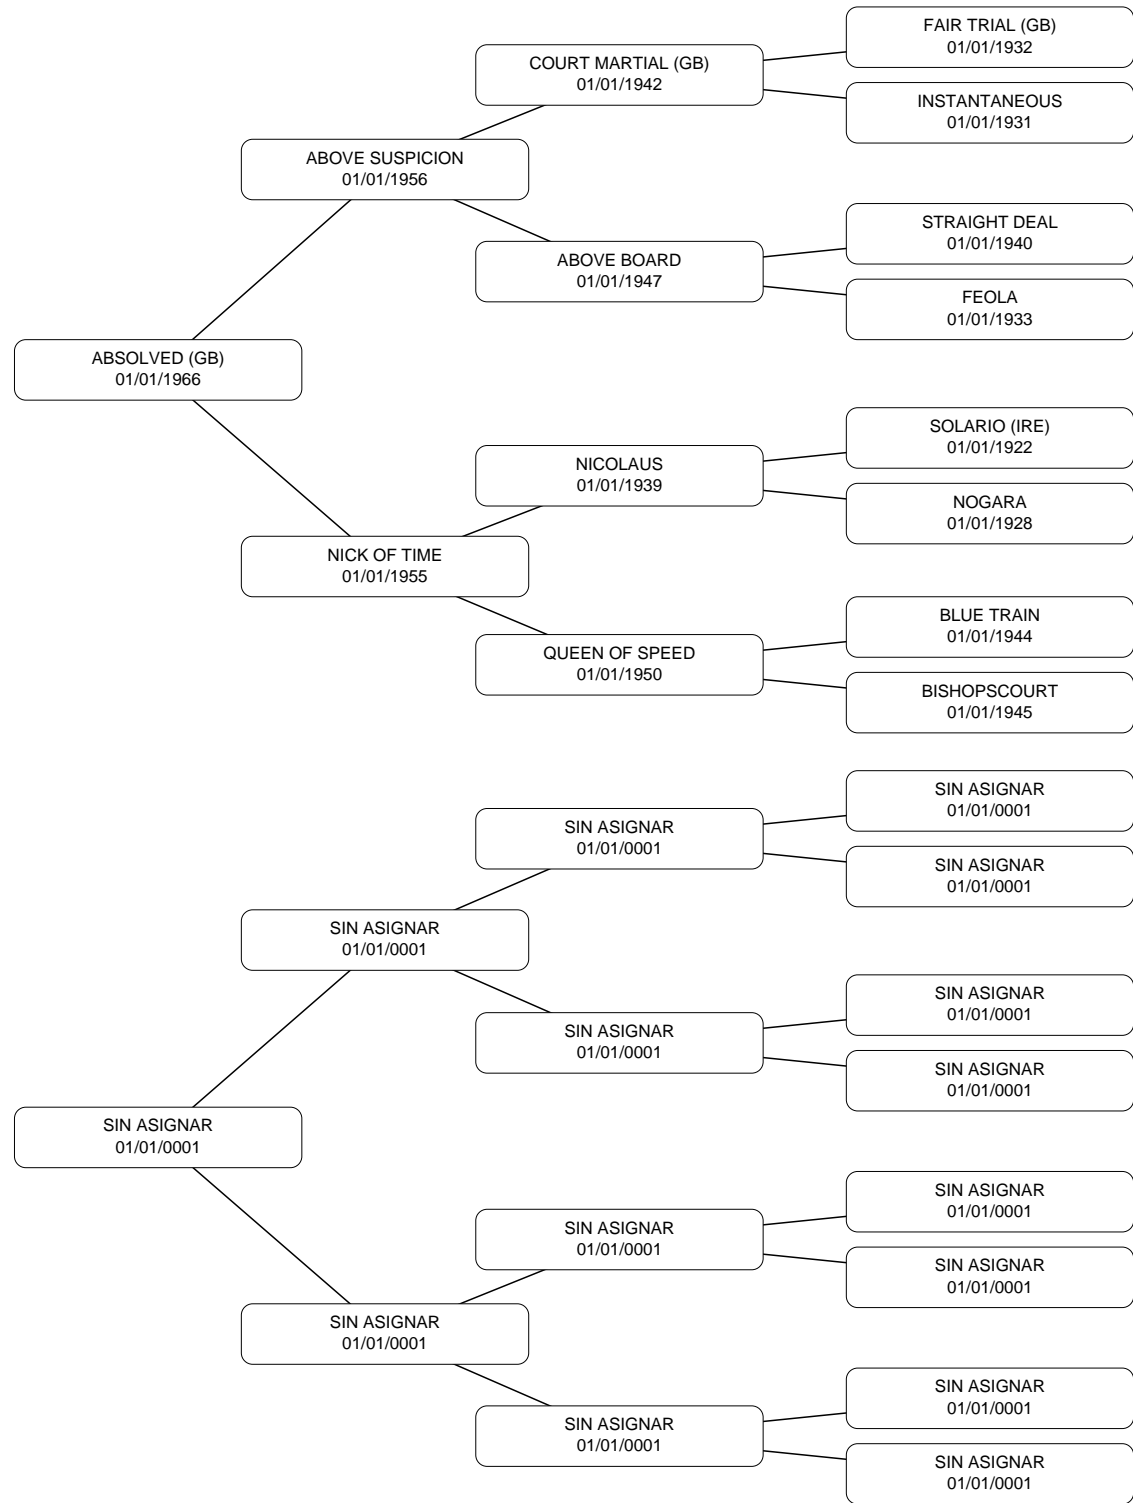 FAIR TRIAL (GB)
01/01/1932
COURT MARTIAL (GB)
01/01/1942
INSTANTANEOUS
01/01/1931
ABOVE SUSPICION
01/01/1956
STRAIGHT DEAL
01/01/1940
ABOVE BOARD
01/01/1947
FEOLA
01/01/1933
ABSOLVED (GB)
01/01/1966
SOLARIO (IRE)
01/01/1922
NICOLAUS
01/01/1939
NOGARA
01/01/1928
NICK OF TIME
01/01/1955
BLUE TRAIN
01/01/1944
QUEEN OF SPEED
01/01/1950
BISHOPSCOURT
01/01/1945
SIN ASIGNAR
01/01/0001
SIN ASIGNAR
01/01/0001
SIN ASIGNAR
01/01/0001
SIN ASIGNAR
01/01/0001
SIN ASIGNAR
01/01/0001
SIN ASIGNAR
01/01/0001
SIN ASIGNAR
01/01/0001
SIN ASIGNAR
01/01/0001
SIN ASIGNAR
01/01/0001
SIN ASIGNAR
01/01/0001
SIN ASIGNAR
01/01/0001
SIN ASIGNAR
01/01/0001
SIN ASIGNAR
01/01/0001
SIN ASIGNAR
01/01/0001
SIN ASIGNAR
01/01/0001